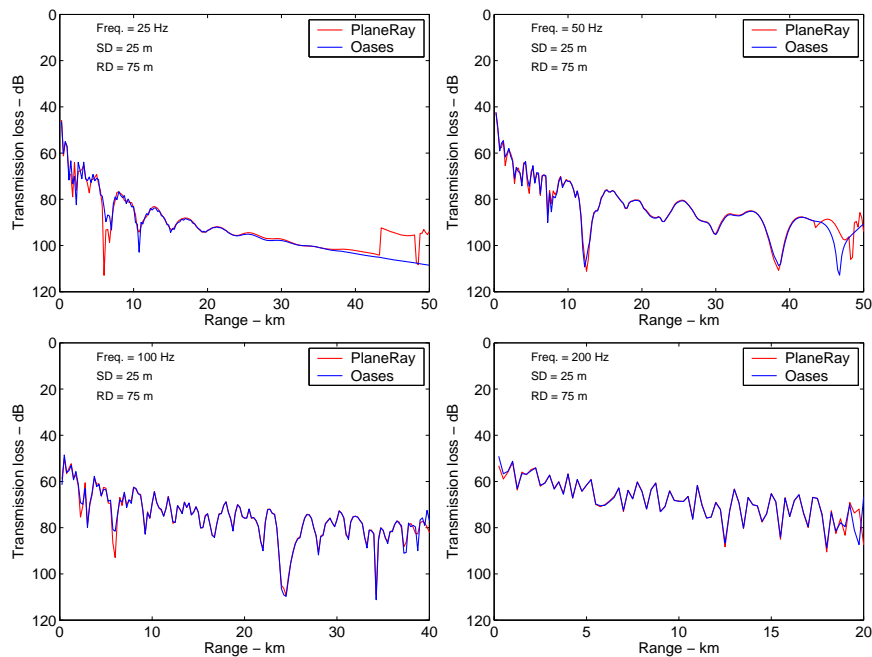 Freq. = 25 Hz
SD = 25 m
RD = 75 m
PlaneRay
Oases
Transmission loss – dB
0
20
40
60
80
100
120
0 10 20 30 40 50
Range – km
Freq. = 50 Hz
SD = 25 m
RD = 75 m
PlaneRay
Oases
Transmission loss – dB
0
20
40
60
80
100
120
0 10 20 30 40 50
Range – km
Freq. = 100 Hz
SD = 25 m
RD = 75 m
PlaneRay
Oases
Transmission loss – dB
0
20
40
60
80
100
120
0 10 20 30 40
Range – km
Freq. = 200 Hz
SD = 25 m
RD = 75 m
PlaneRay
Oases
Transmission loss – dB
0
20
40
60
80
100
120
0 5 10 15 20
Range – km